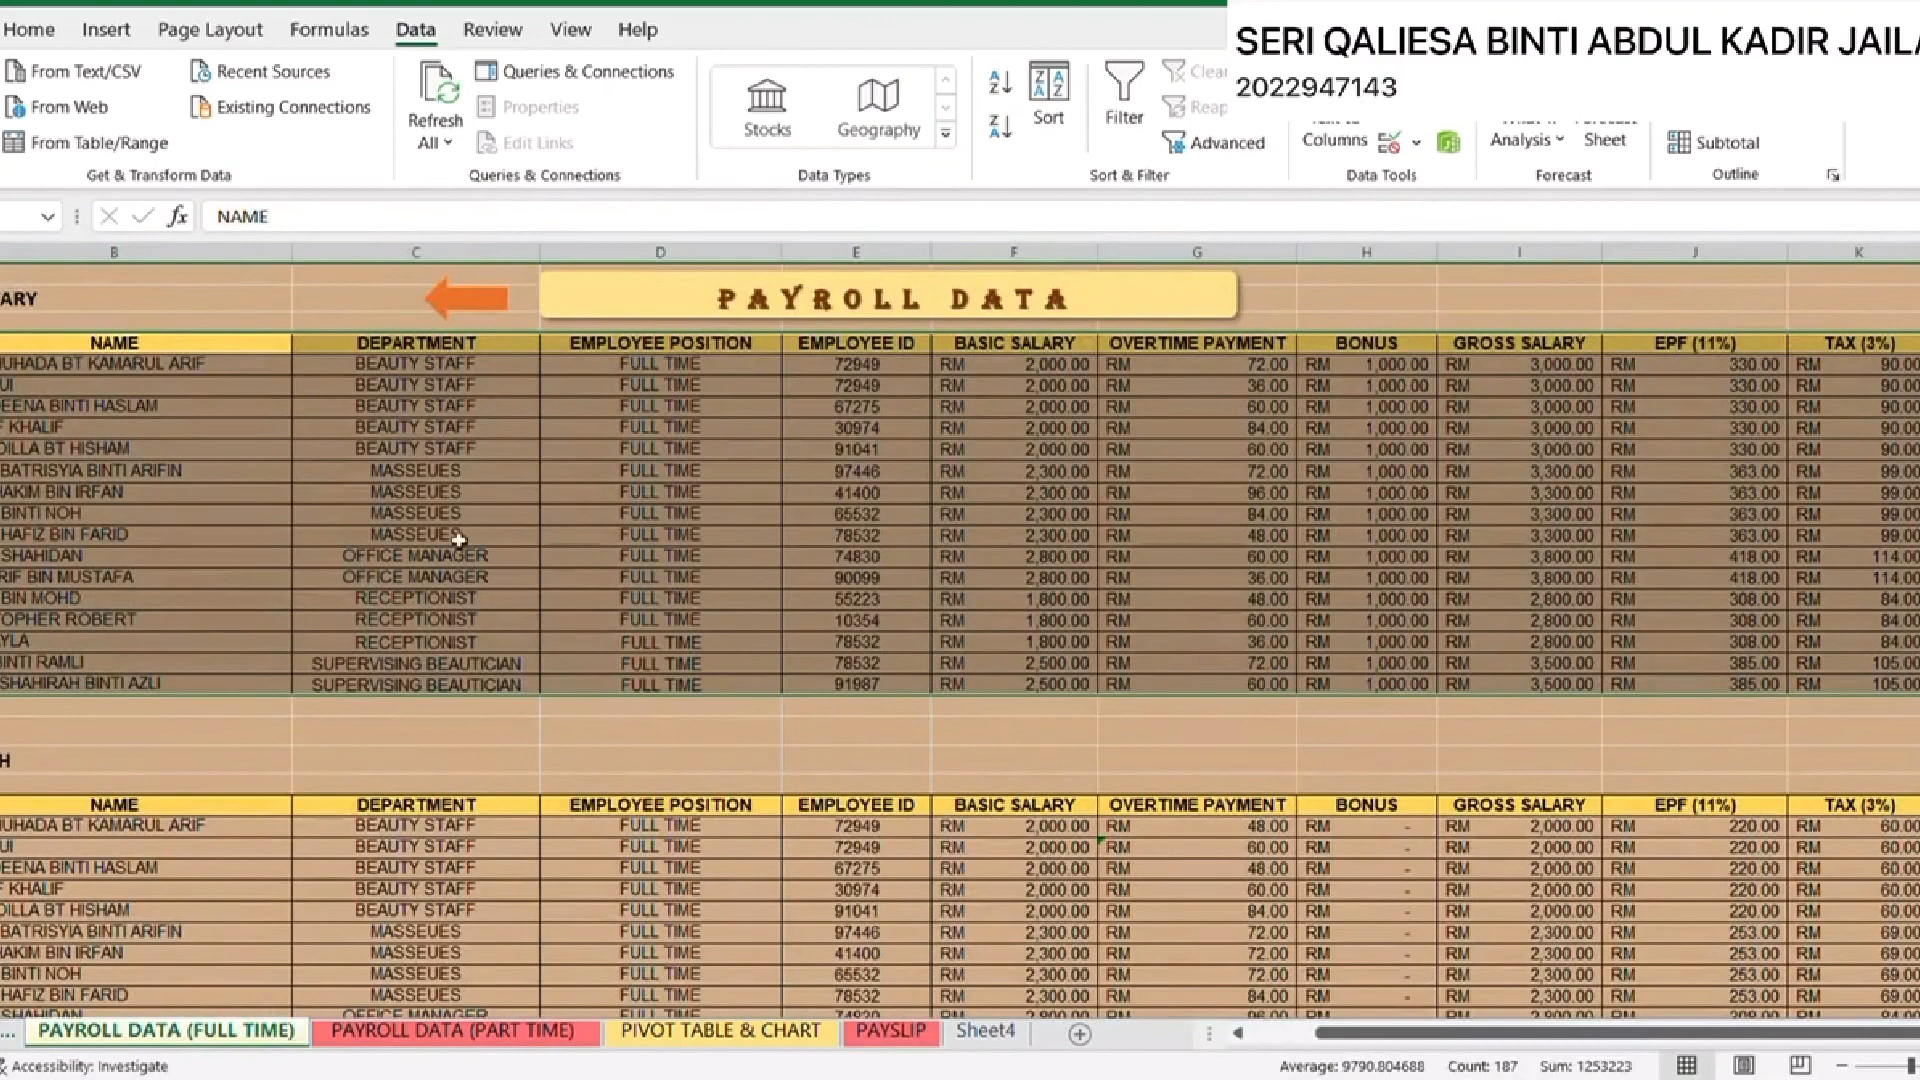 Home Insert Page Layout Formulas Data Review View Help
SERI QALIESA BINTI ABDUL KADIR JAILA
2022947143
From Text/CSV Recent Sources
From Web Existing Connections
From Table/Range
Get & Transform Data
Refresh All
Queries & Connections
Properties
Edit Links
Queries & Connections
Stocks Geography
Data Types
Sort Filter
Clear
Reap
Advanced
Sort & Filter
Columns
Data Tools
Analysis Sheet
Forecast
Subtotal
Outline
fx NAME
B C D E F G H I J K
ARY PAYROLL DATA
NAME DEPARTMENT EMPLOYEE POSITION EMPLOYEE ID BASIC SALARY OVERTIME PAYMENT BONUS GROSS SALARY EPF (11%) TAX (3%)
UHADA BT KAMARUL ARIF BEAUTY STAFF FULL TIME 72949 RM 2,000.00 RM 72.00 RM 1,000.00 RM 3,000.00 RM 330.00 RM 90.00
UI BEAUTY STAFF FULL TIME 72949 RM 2,000.00 RM 36.00 RM 1,000.00 RM 3,000.00 RM 330.00 RM 90.00
EENA BINTI HASLAM BEAUTY STAFF FULL TIME 67275 RM 2,000.00 RM 60.00 RM 1,000.00 RM 3,000.00 RM 330.00 RM 90.00
F KHALIF BEAUTY STAFF FULL TIME 30974 RM 2,000.00 RM 84.00 RM 1,000.00 RM 3,000.00 RM 330.00 RM 90.00
DILLA BT HISHAM BEAUTY STAFF FULL TIME 91041 RM 2,000.00 RM 60.00 RM 1,000.00 RM 3,000.00 RM 330.00 RM 90.00
BATRISYIA BINTI ARIFIN MASSEUES FULL TIME 97446 RM 2,300.00 RM 72.00 RM 1,000.00 RM 3,300.00 RM 363.00 RM 99.00
HAKIM BIN IRFAN MASSEUES FULL TIME 41400 RM 2,300.00 RM 96.00 RM 1,000.00 RM 3,300.00 RM 363.00 RM 99.00
BINTI NOH MASSEUES FULL TIME 65532 RM 2,300.00 RM 84.00 RM 1,000.00 RM 3,300.00 RM 363.00 RM 99.00
HAFIZ BIN FARID MASSEUES FULL TIME 78532 RM 2,300.00 RM 48.00 RM 1,000.00 RM 3,300.00 RM 363.00 RM 99.00
SHAHIDAN OFFICE MANAGER FULL TIME 74830 RM 2,800.00 RM 60.00 RM 1,000.00 RM 3,800.00 RM 418.00 RM 114.00
RIF BIN MUSTAFA OFFICE MANAGER FULL TIME 90099 RM 2,800.00 RM 36.00 RM 1,000.00 RM 3,800.00 RM 418.00 RM 114.00
BIN MOHD RECEPTIONIST FULL TIME 55223 RM 1,800.00 RM 48.00 RM 1,000.00 RM 2,800.00 RM 308.00 RM 84.00
TOPHER ROBERT RECEPTIONIST FULL TIME 10354 RM 1,800.00 RM 60.00 RM 1,000.00 RM 2,800.00 RM 308.00 RM 84.00
AYLA RECEPTIONIST FULL TIME 78532 RM 1,800.00 RM 36.00 RM 1,000.00 RM 2,800.00 RM 308.00 RM 84.00
BINTI RAMLI SUPERVISING BEAUTICIAN FULL TIME 78532 RM 2,500.00 RM 72.00 RM 1,000.00 RM 3,500.00 RM 385.00 RM 105.00
SHAHIRAH BINTI AZLI SUPERVISING BEAUTICIAN FULL TIME 91987 RM 2,500.00 RM 60.00 RM 1,000.00 RM 3,500.00 RM 385.00 RM 105.00
H
NAME DEPARTMENT EMPLOYEE POSITION EMPLOYEE ID BASIC SALARY OVERTIME PAYMENT BONUS GROSS SALARY EPF (11%) TAX (3%)
UHADA BT KAMARUL ARIF BEAUTY STAFF FULL TIME 72949 RM 2,000.00 RM 48.00 RM - RM 2,000.00 RM 220.00 RM 60.00
UI BEAUTY STAFF FULL TIME 72949 RM 2,000.00 RM 60.00 RM - RM 2,000.00 RM 220.00 RM 60.00
EENA BINTI HASLAM BEAUTY STAFF FULL TIME 67275 RM 2,000.00 RM 48.00 RM - RM 2,000.00 RM 220.00 RM 60.00
F KHALIF BEAUTY STAFF FULL TIME 30974 RM 2,000.00 RM 60.00 RM - RM 2,000.00 RM 220.00 RM 60.00
DILLA BT HISHAM BEAUTY STAFF FULL TIME 91041 RM 2,000.00 RM 84.00 RM - RM 2,000.00 RM 220.00 RM 60.00
BATRISYIA BINTI ARIFIN MASSEUES FULL TIME 97446 RM 2,300.00 RM 72.00 RM - RM 2,300.00 RM 253.00 RM 69.00
HAKIM BIN IRFAN MASSEUES FULL TIME 41400 RM 2,300.00 RM 72.00 RM - RM 2,300.00 RM 253.00 RM 69.00
BINTI NOH MASSEUES FULL TIME 65532 RM 2,300.00 RM 72.00 RM - RM 2,300.00 RM 253.00 RM 69.00
HAFIZ BIN FARID MASSEUES FULL TIME 78532 RM 2,300.00 RM 84.00 RM - RM 2,300.00 RM 253.00 RM 69.00
... PAYROLL DATA (FULL TIME) PAYROLL DATA (PART TIME) PIVOT TABLE & CHART PAYSLIP Sheet4
Accessibility: Investigate Average: 9790.804688 Count: 187 Sum: 1253223